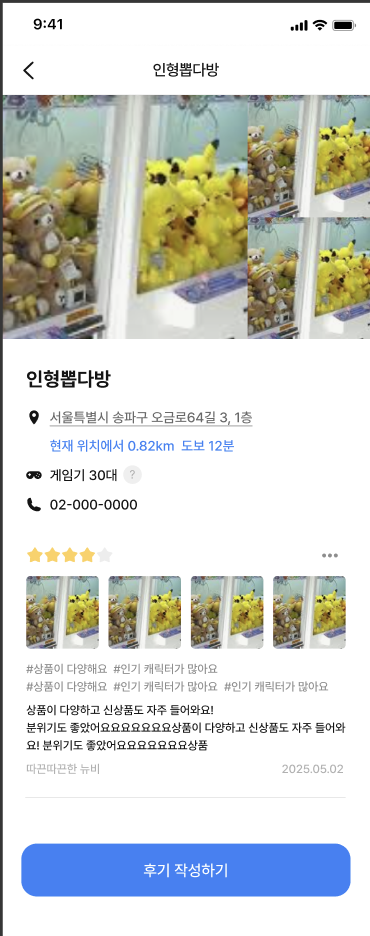 9:41
인형뽑다방
인형뽑다방
서울특별시 송파구 오금로64길 3, 1층
현재 위치에서 0.82km 도보 12분
게임기 30대 ?
02-000-0000
#상품이 다양해요 #인기 캐릭터가 많아요
#상품이 다양해요 #인기 캐릭터가 많아요 #인기 캐릭터가 많아요
상품이 다양하고 신상품도 자주 들어와요!
분위기도 좋았어요요요요요요요상품이 다양하고 신상품도 자주 들어와
요! 분위기도 좋았어요요요요요요요상품
따끈따끈한 뉴비 2025.05.02
후기 작성하기